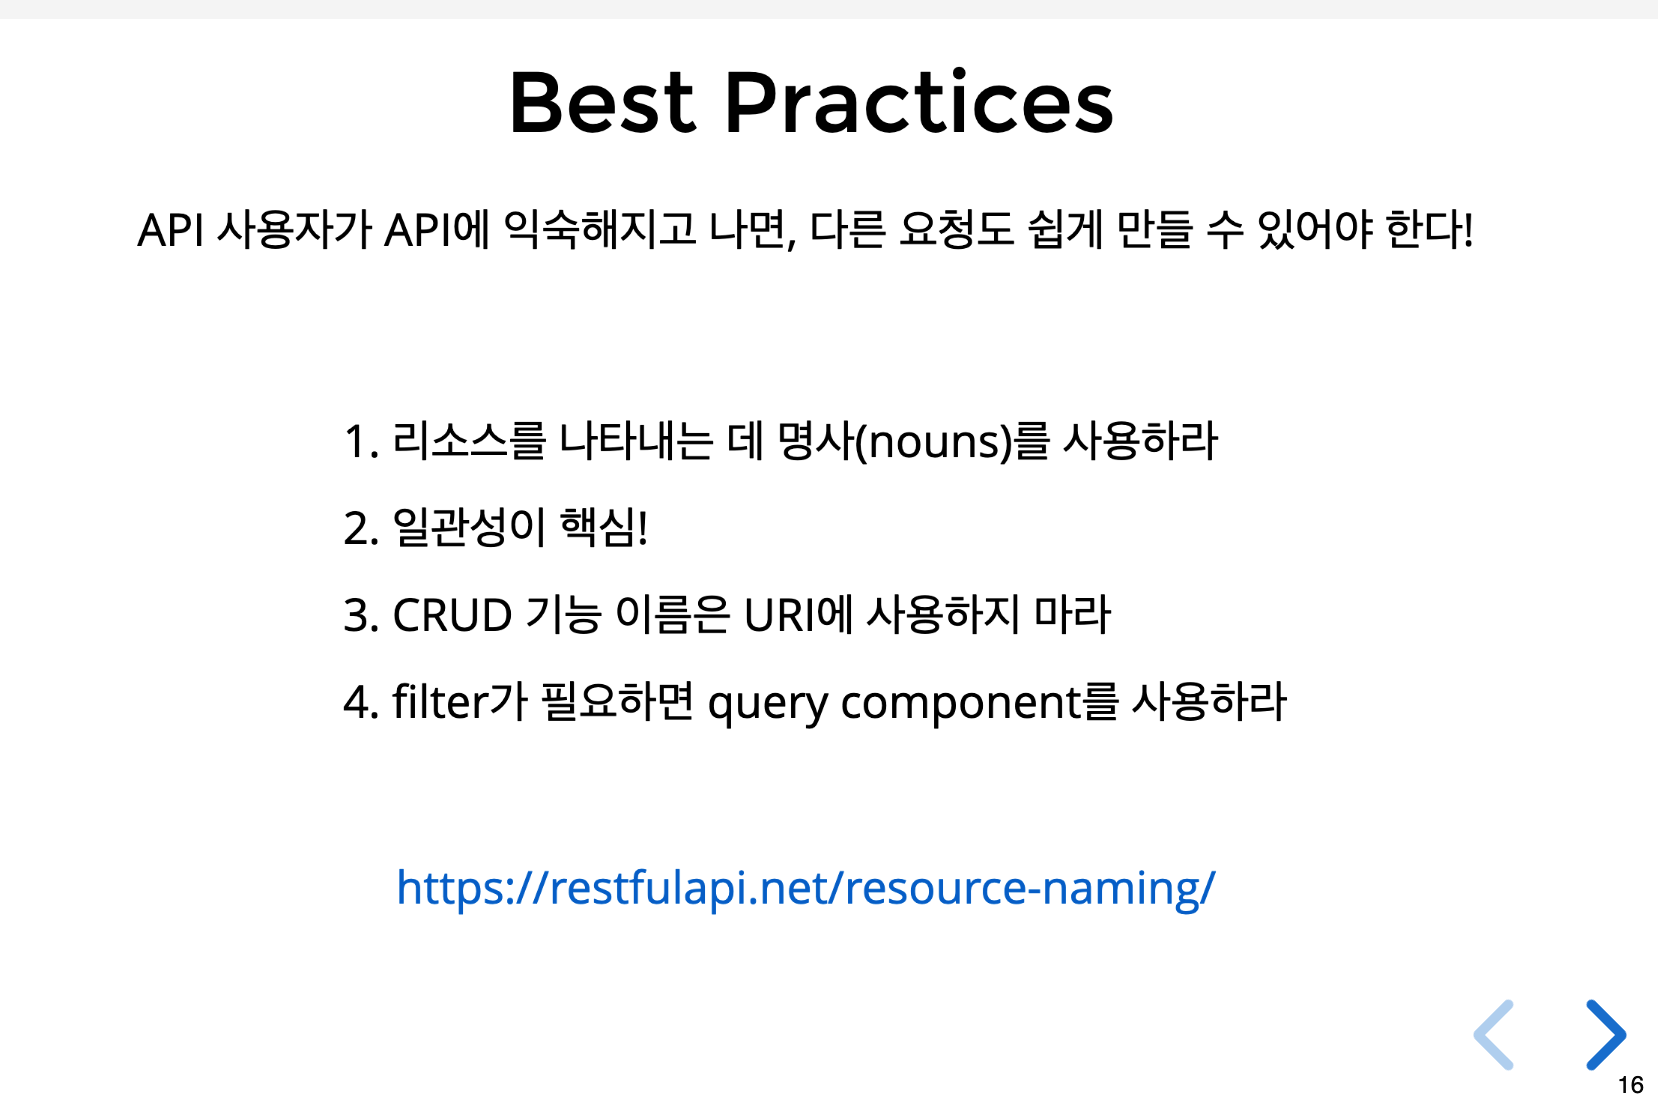 Best Practices
API 사용자가 API에 익숙해지고 나면, 다른 요청도 쉽게 만들 수 있어야 한다!
1. 리소스를 나타내는 데 명사(nouns)를 사용하라
2. 일관성이 핵심!
3. CRUD 기능 이름은 URI에 사용하지 마라
4. filter가 필요하면 query component를 사용하라
https://restfulapi.net/resource-naming/
16